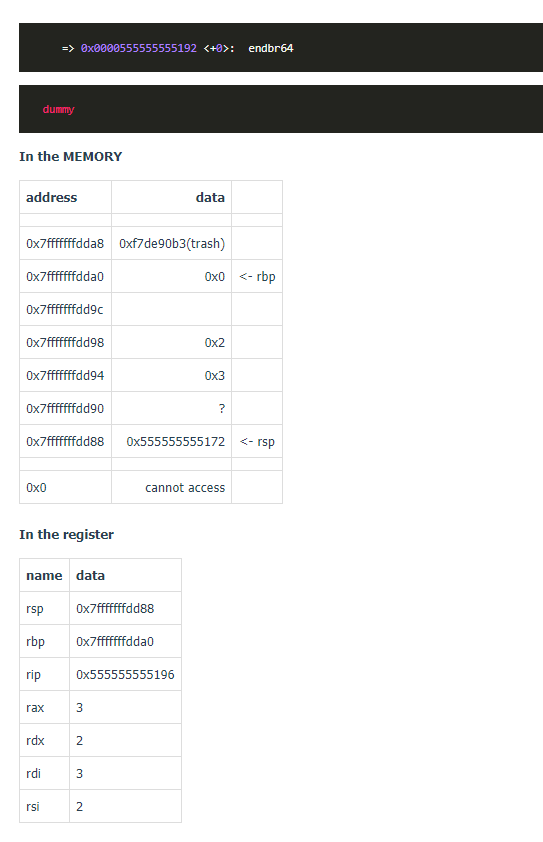 => 0x0000555555555192 <+0>: endbr64
dummy
In the MEMORY
address data
0x7fffffffdda8 0xf7de90b3(trash)
0x7fffffffdda0 0x0 <- rbp
0x7fffffffdd9c
0x7fffffffdd98 0x2
0x7fffffffdd94 0x3
0x7fffffffdd90 ?
0x7fffffffdd88 0x555555555172 <- rsp
0x0 cannot access
In the register
name data
rsp 0x7fffffffdd88
rbp 0x7fffffffdda0
rip 0x555555555196
rax 3
rdx 2
rdi 3
rsi 2